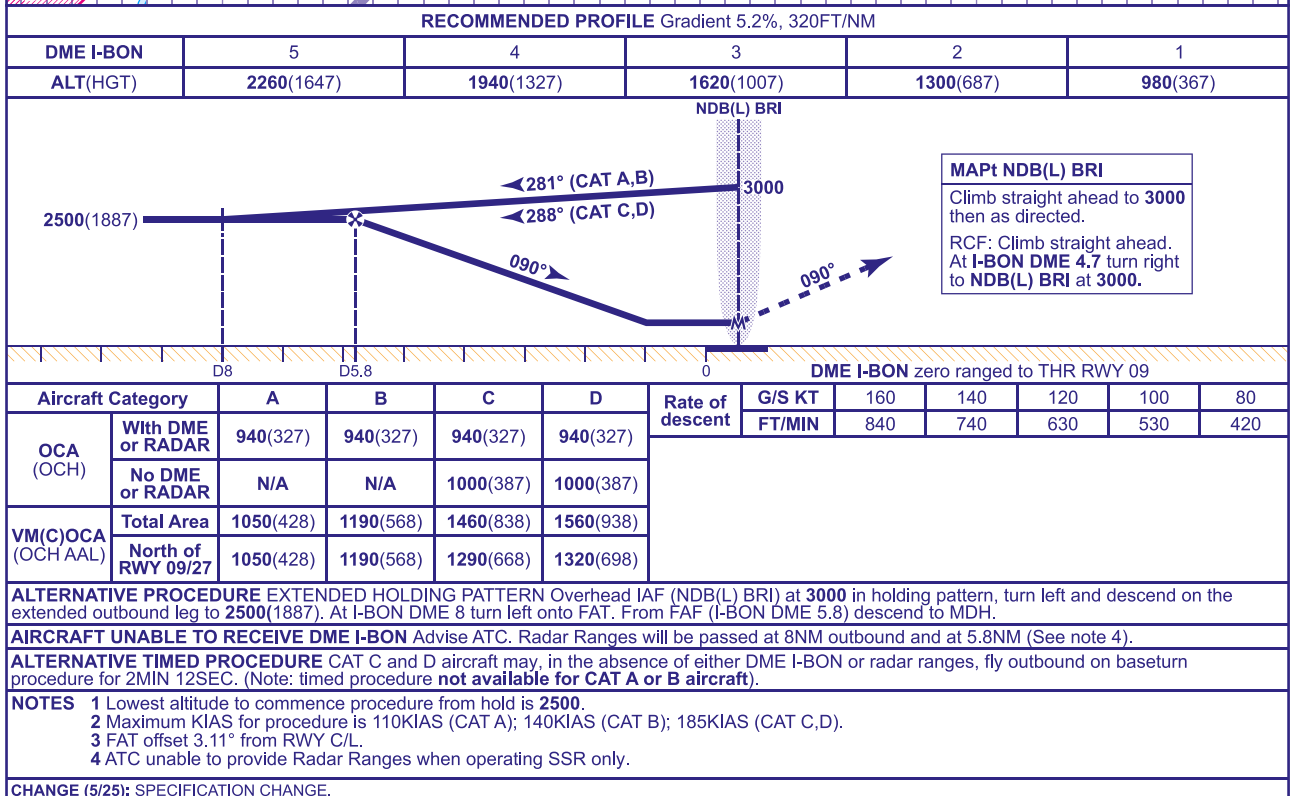 RECOMMENDED PROFILE Gradient 5.2%, 320FT/NM
DME I-BON 5 4 3 2 1
ALT(HGT) 2260(1647) 1940(1327) 1620(1007) 1300(687) 980(367)
NDB(L) BRI
281° (CAT A,B)
3000
288° (CAT C,D)
2500(1887)
090°
090°
M
MAPt NDB(L) BRI
Climb straight ahead to 3000
then as directed.
RCF: Climb straight ahead.
At I-BON DME 4.7 turn right
to NDB(L) BRI at 3000.
D8 D5.8 0 DME I-BON zero ranged to THR RWY 09
Aircraft Category A B C D
OCA
(OCH)
WIth DME
or RADAR
940(327) 940(327) 940(327) 940(327)
No DME
or RADAR
N/A N/A 1000(387) 1000(387)
VM(C)OCA
(OCH AAL)
Total Area 1050(428) 1190(568) 1460(838) 1560(938)
North of
RWY 09/27
1050(428) 1190(568) 1290(668) 1320(698)
Rate of
descent
G/S KT 160 140 120 100 80
FT/MIN 840 740 630 530 420
ALTERNATIVE PROCEDURE EXTENDED HOLDING PATTERN Overhead IAF (NDB(L) BRI) at 3000 in holding pattern, turn left and descend on the
extended outbound leg to 2500(1887). At I-BON DME 8 turn left onto FAT. From FAF (I-BON DME 5.8) descend to MDH.
AIRCRAFT UNABLE TO RECEIVE DME I-BON Advise ATC. Radar Ranges will be passed at 8NM outbound and at 5.8NM (See note 4).
ALTERNATIVE TIMED PROCEDURE CAT C and D aircraft may, in the absence of either DME I-BON or radar ranges, fly outbound on baseturn
procedure for 2MIN 12SEC. (Note: timed procedure not available for CAT A or B aircraft).
NOTES 1 Lowest altitude to commence procedure from hold is 2500.
2 Maximum KIAS for procedure is 110KIAS (CAT A); 140KIAS (CAT B); 185KIAS (CAT C,D).
3 FAT offset 3.11° from RWY C/L.
4 ATC unable to provide Radar Ranges when operating SSR only.
CHANGE (5/25): SPECIFICATION CHANGE.